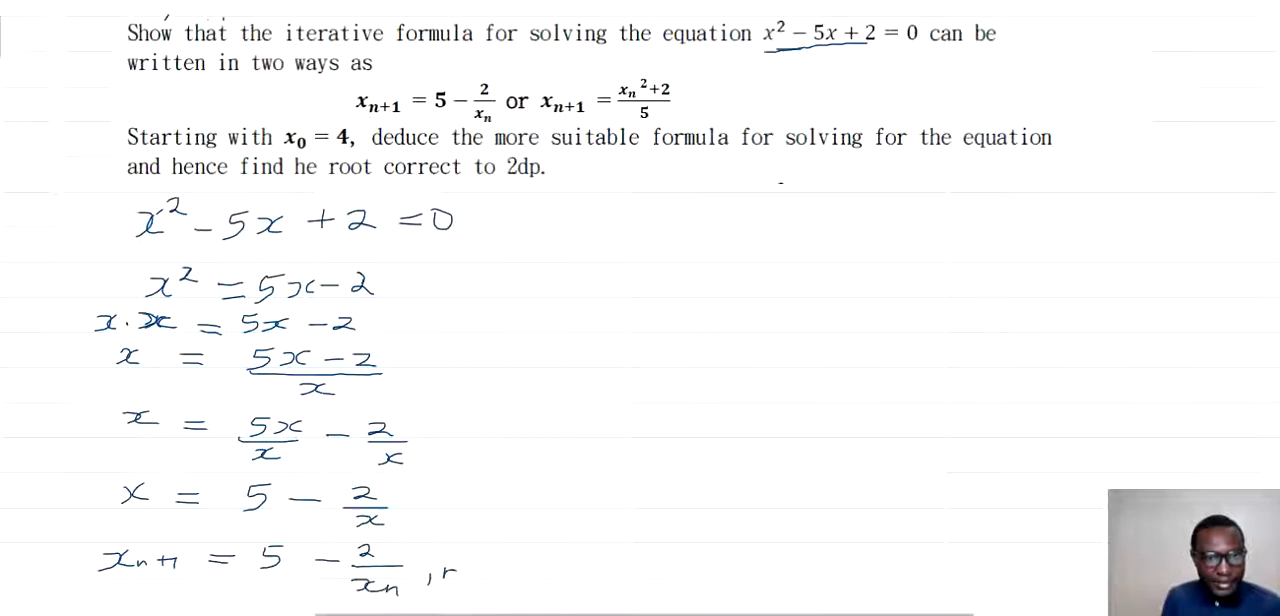 Show that the iterative formula for solving the equation x² − 5x + 2 = 0 can be
written in two ways as
xₙ₊₁ = 5 − 2/xₙ or xₙ₊₁ = (xₙ²+2)/5
Starting with x₀ = 4, deduce the more suitable formula for solving for the equation
and hence find he root correct to 2dp.
x² − 5x + 2 = 0
x² = 5x − 2
x · x = 5x − 2
x = (5x − 2)/x
x = 5x/x − 2/x
x = 5 − 2/x
xₙ₊₁ = 5 − 2/xₙ , r